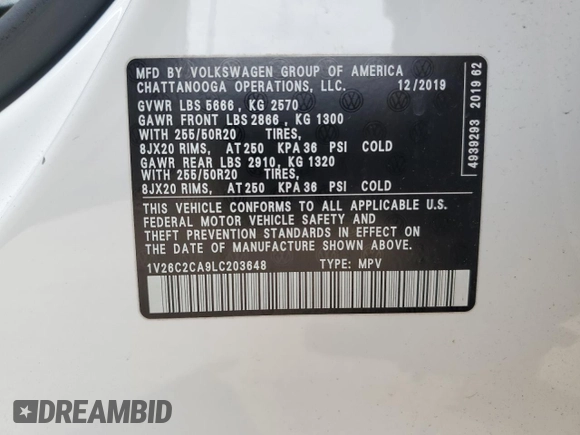 MFD BY VOLKSWAGEN GROUP OF AMERICA
CHATTANOOGA OPERATIONS, LLC. 12/2019
GVWR LBS 5666 , KG 2570
GAWR FRONT LBS 2866 , KG 1300
WITH 255/50R20 TIRES,
8JX20 RIMS, AT 250 KPA 36 PSI COLD
GAWR REAR LBS 2910, KG 1320
WITH 255/50R20 TIRES,
8JX20 RIMS, AT 250 KPA 36 PSI COLD
THIS VEHICLE CONFORMS TO ALL APPLICABLE U.S.
FEDERAL MOTOR VEHICLE SAFETY AND
THEFT PREVENTION STANDARDS IN EFFECT ON
THE DATE OF MANUFACTURE SHOWN ABOVE.
1V26C2CA9LC203648 TYPE: MPV
4939293 2019 62
DREAMBID